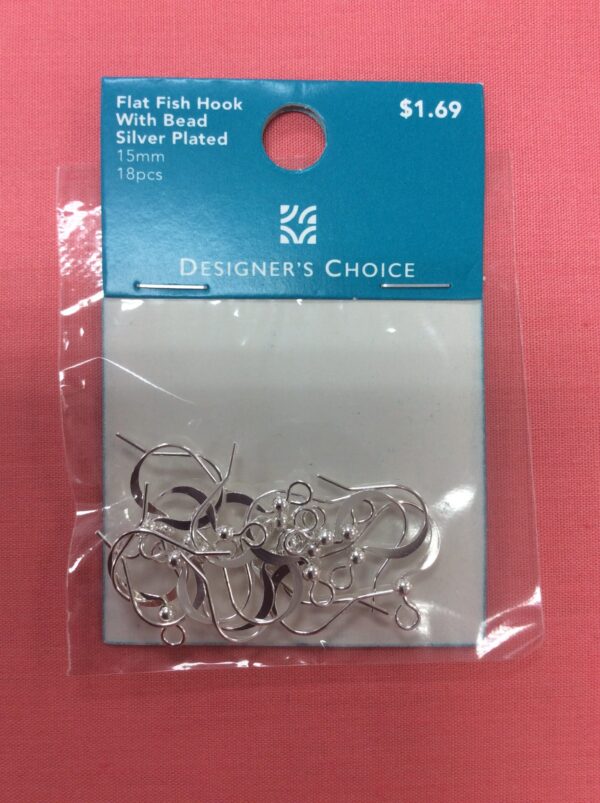 Flat Fish Hook
With Bead
Silver Plated
15mm
18pcs
$1.69
DESIGNER'S CHOICE